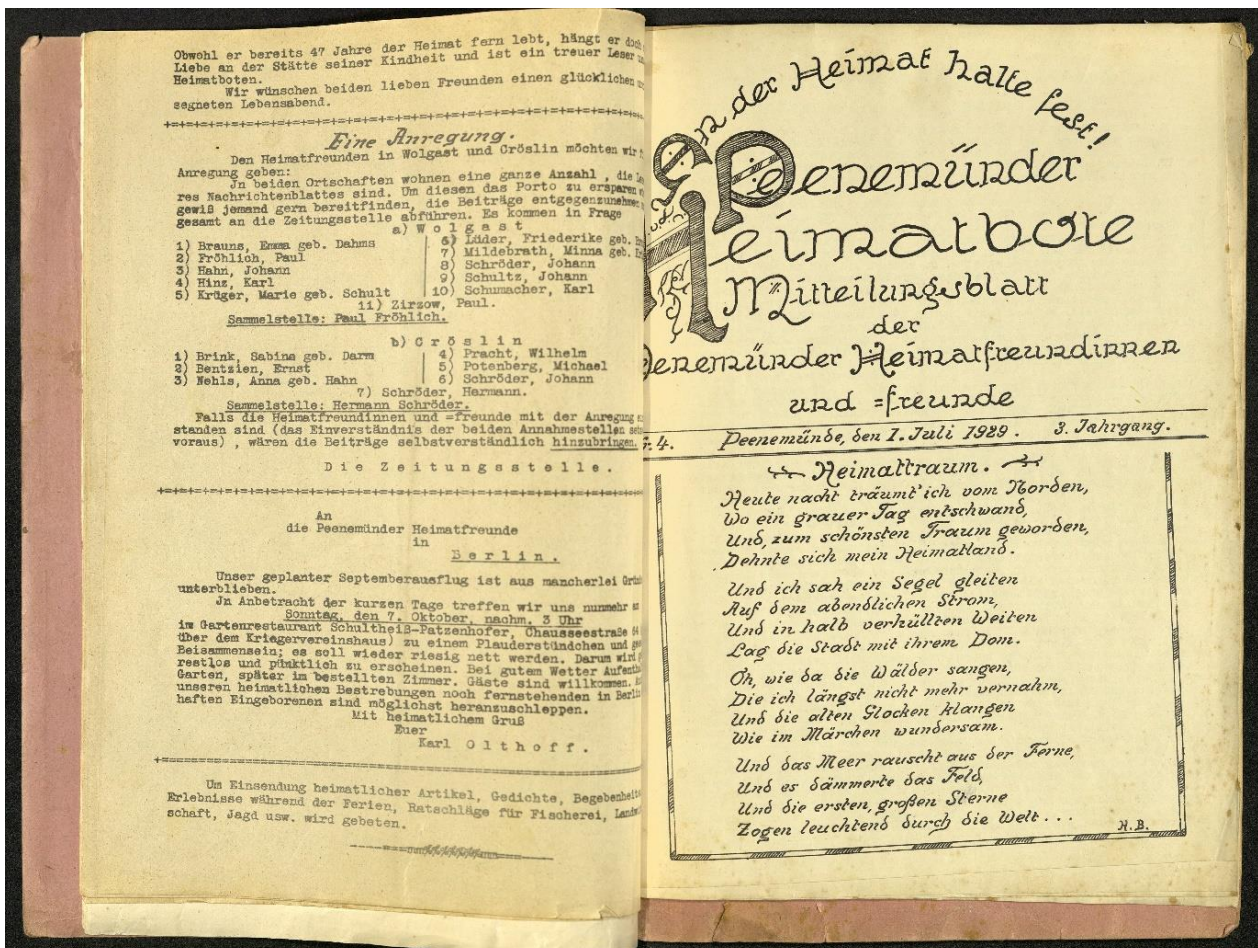 Obwohl er bereits 47 Jahre der Heimat fern lebt, hängt er doch
Liebe an der Stätte seiner Kindheit und ist ein treuer Leser
Heimatboten.
Wir wünschen beiden lieben Freunden einen glücklichen
segneten Lebensabend.
Eine Anregung.
Den Heimatfreunden in Wolgast und Cröslin möchten wir
Anregung geben:
Jn beiden Ortschaften wohnen eine ganze Anzahl , die
res Nachrichtenblattes sind. Um diesen das Porto zu ersparen
gewiß jemand gern bereitfinden, die Beiträge entgegenzunehmen
gesamt an die Zeitungsstelle abführen. Es kommen in Frage
a) W o l g a s t
1) Brauns, Emma geb. Dahms
2) Fröhlich, Paul
3) Hahn, Johann
4) Hinz, Karl
5) Krüger, Marie geb. Schult
6) Lüder, Friederike geb.
7) Mildebrath, Minna geb.
8) Schröder, Johann
9) Schultz, Johann
10) Schumacher, Karl
11) Zirzow, Paul.
Sammelstelle: Paul Fröhlich.
b) C r ö s l i n
1) Brink, Sabine geb. Darm
2) Bentzien, Ernst
3) Nehls, Anna geb. Hahn
4) Pracht, Wilhelm
5) Potenberg, Michael
6) Schröder, Johann
7) Schröder, Hermann.
Sammelstelle: Hermann Schröder.
Falls die Heimatfreundinnen und =freunde mit der Anregung
standen sind (das Einverständnis der beiden Annahmestellen
voraus) , wären die Beiträge selbstverständlich hinzubringen.
D i e Z e i t u n g s s t e l l e .
An
die Peenemünder Heimatfreunde
in
B e r l i n .
Unser geplanter Septemberausflug ist aus mancherlei
unterblieben.
Jn Anbetracht der kurzen Tage treffen wir uns nunmehr
Sonntag, den 7. Oktober, nachm. 3 Uhr
im Gartenrestaurant Schultheiß-Patzenhofer, Chausseestraße 64
über dem Kriegervereinshaus) zu einem Plauderstündchen und
Beisammensein; es soll wieder riesig nett werden. Darum wird
restlos und pünktlich zu erscheinen. Bei gutem Wetter
Garten, später im bestellten Zimmer. Gäste sind willkommen.
unseren heimatlichen Bestrebungen noch fernstehenden in
haften Eingeborenen sind möglichst heranzuschleppen.
Mit heimatlichem Gruß
Euer
Karl O l t h o f f .
Um Einsendung heimatlicher Artikel, Gedichte,
Erlebnisse während der Ferien, Ratschläge für Fischerei,
schaft, Jagd usw. wird gebeten.
An der Heimat halte fest!
Peenemünder
Heimatbote
Mitteilungsblatt
der
Peenemünder Heimatfreundinnen
und =freunde
4. Peenemünde, den 1. Juli 1929. 3. Jahrgang.
Heimattraum.
Heute nacht träumt' ich vom Norden,
Wo ein grauer Tag entschwand,
Und, zum schönsten Traum geworden,
Dehnte sich mein Heimatland.
Und ich sah ein Segel gleiten
Auf dem abendlichen Strom,
Und in halb verhüllten Weiten
Lag die Stadt mit ihrem Dom.
Oh, wie da die Wälder sangen,
Die ich längst nicht mehr vernahm,
Und die alten Glocken klangen
Wie im Märchen wundersam.
Und das Meer rauscht aus der Ferne,
Und es dämmerte das Feld,
Und die ersten, großen Sterne
Zogen leuchtend durch die Welt...
H.B.